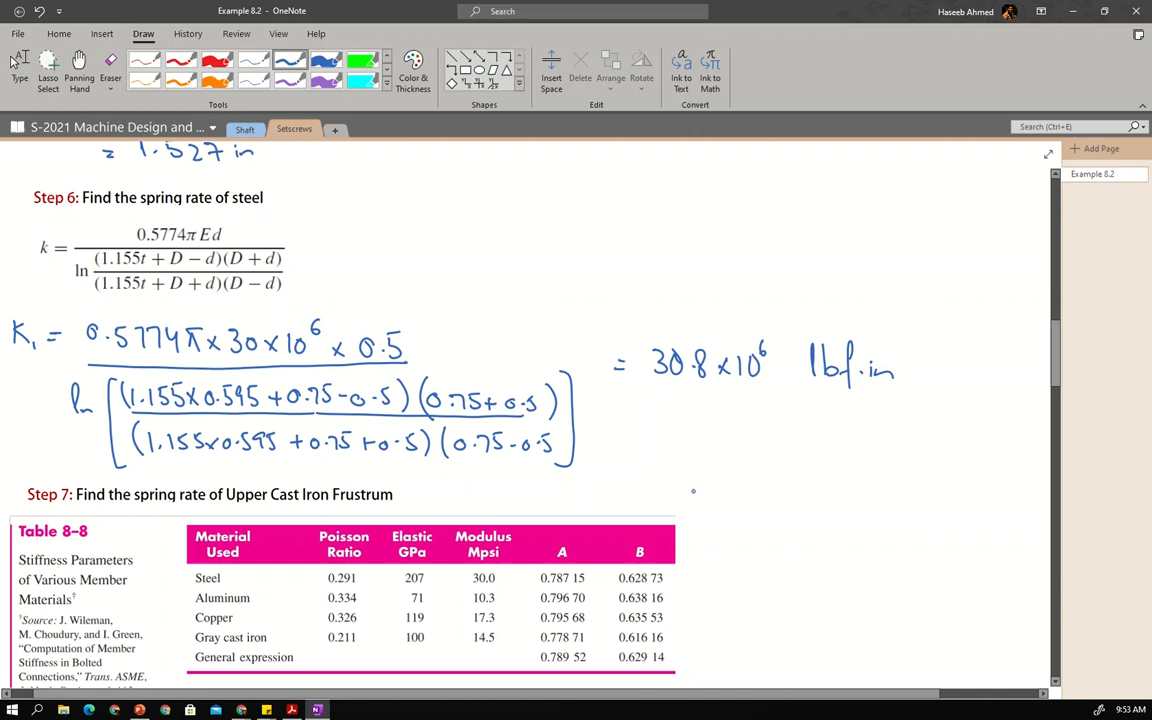 Example 8.2 - OneNote
Search
Haseeb Ahmed
File Home Insert Draw History Review View Help
Type
Lasso Select
Panning Hand
Eraser
Color & Thickness
Insert Space
Delete
Arrange
Rotate
Ink to Text
Ink to Math
Tools
Shapes
Edit
Convert
S-2021 Machine Design and ...
Shaft
Setscrews
Search (Ctrl+E)
Add Page
Example 8.2
= 1.527 in
Step 6: Find the spring rate of steel
k = 0.5774π Ed
ln (1.155t + D − d)(D + d)
(1.155t + D + d)(D − d)
K₁ = 0.5774π x 30 x 10⁶ x 0.5
ln [ (1.155x0.595 + 0.75 - 0.5) (0.75 + 0.5)
(1.155x0.595 + 0.75 + 0.5) (0.75 - 0.5 ]
= 30.8 x 10⁶ lbf.in
Step 7: Find the spring rate of Upper Cast Iron Frustrum
Table 8–8
Stiffness Parameters
of Various Member
Materials†
†Source: J. Wileman,
M. Choudury, and I. Green,
“Computation of Member
Stiffness in Bolted
Connections,” Trans. ASME,
Material Used Poisson Ratio Elastic GPa Modulus Mpsi A B
Steel 0.291 207 30.0 0.787 15 0.628 73
Aluminum 0.334 71 10.3 0.796 70 0.638 16
Copper 0.326 119 17.3 0.795 68 0.635 53
Gray cast iron 0.211 100 14.5 0.778 71 0.616 16
General expression 0.789 52 0.629 14
9:53 AM